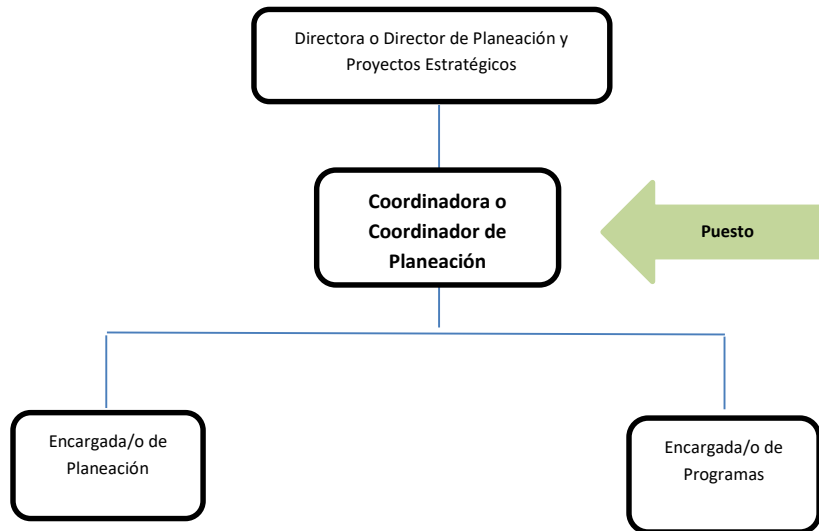 Directora o Director de Planeación y
Proyectos Estratégicos
Coordinadora o
Coordinador de
Planeación
Puesto
Encargada/o de
Planeación
Encargada/o de
Programas